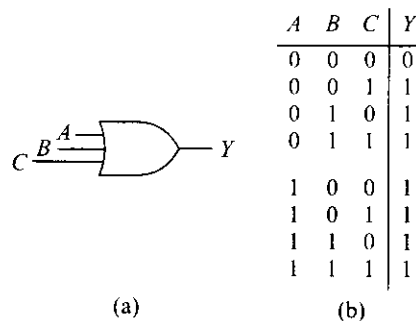 A
B
C
Y
(a)
A B C Y
0 0 0 0
0 0 1 1
0 1 0 1
0 1 1 1
1 0 0 1
1 0 1 1
1 1 0 1
1 1 1 1
(b)